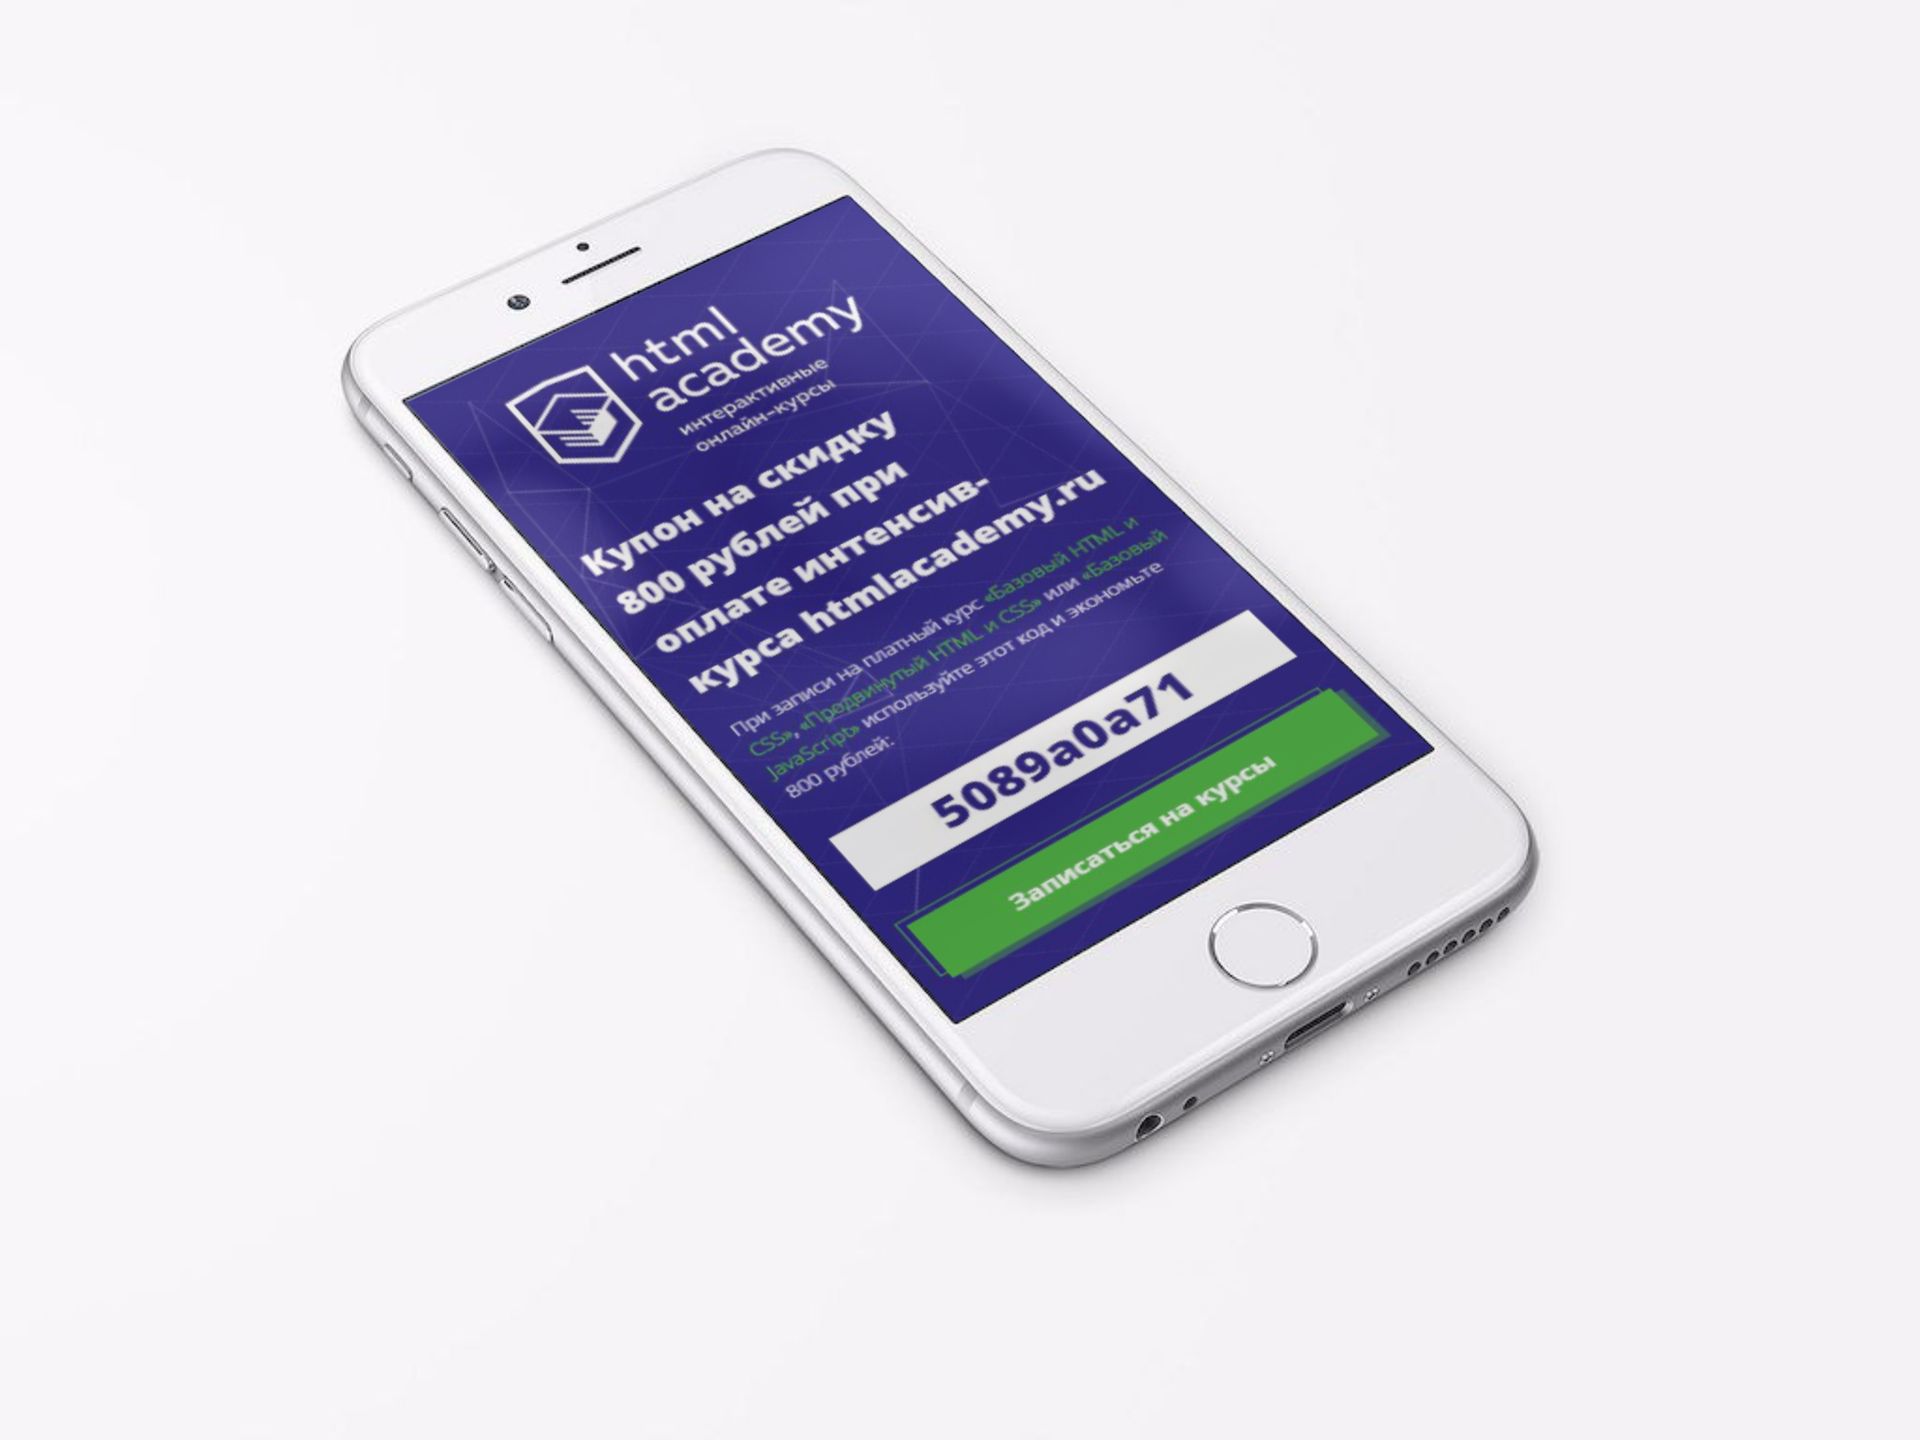 html
academy
интерактивные
онлайн-курсы
Купон на скидку
800 рублей при
оплате интенсив-
курса htmlacademy.ru
При записи на платный курс «Базовый HTML и
CSS», «Продвинутый HTML и CSS» или «Базовый
JavaScript» используйте этот код и экономьте
800 рублей:
5089a0a71
Записаться на курсы